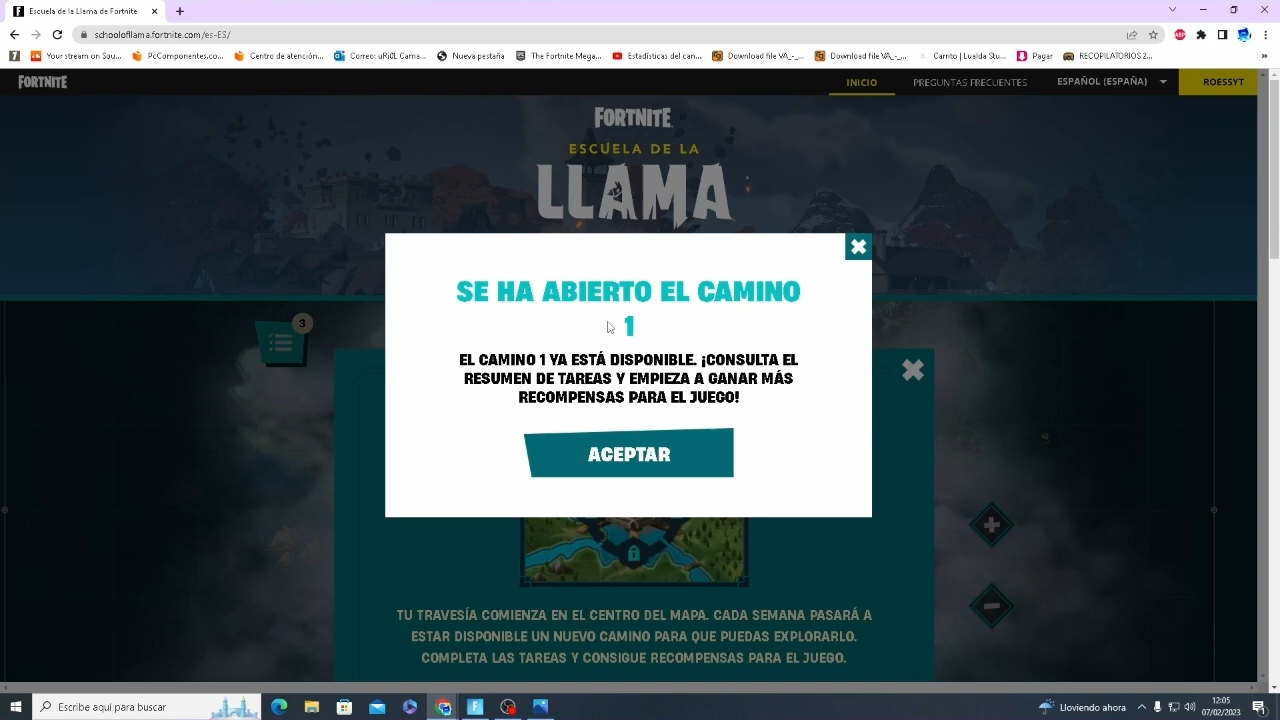 Escuela de la Llama de Fortnite
schoolofllama.fortnite.com/es-ES/
Your Stream on So...
PcComponentes.co...
Centro de atención...
Correo: uRiOL Cam...
Nueva pestaña
The Fortnite Mega...
Estadísticas del can...
Download file VA_-_...
Download file VA_-_...
Carrito | Lualda Stu...
Pagar
RECOPILATORIOS 2...
»
FORTNITE
INICIO
PREGUNTAS FRECUENTES
ESPAÑOL (ESPAÑA)
ROESSYT
FORTNITE
ESCUELA DE LA
LLAMA
SE HA ABIERTO EL CAMINO
1
3
EL CAMINO 1 YA ESTÁ DISPONIBLE. ¡CONSULTA EL
RESUMEN DE TAREAS Y EMPIEZA A GANAR MÁS
RECOMPENSAS PARA EL JUEGO!
ACEPTAR
TU TRAVESÍA COMIENZA EN EL CENTRO DEL MAPA. CADA SEMANA PASARÁ A
ESTAR DISPONIBLE UN NUEVO CAMINO PARA QUE PUEDAS EXPLORARLO.
COMPLETA LAS TAREAS Y CONSIGUE RECOMPENSAS PARA EL JUEGO.
Escribe aquí para buscar
Lloviendo ahora
12:05
07/02/2023